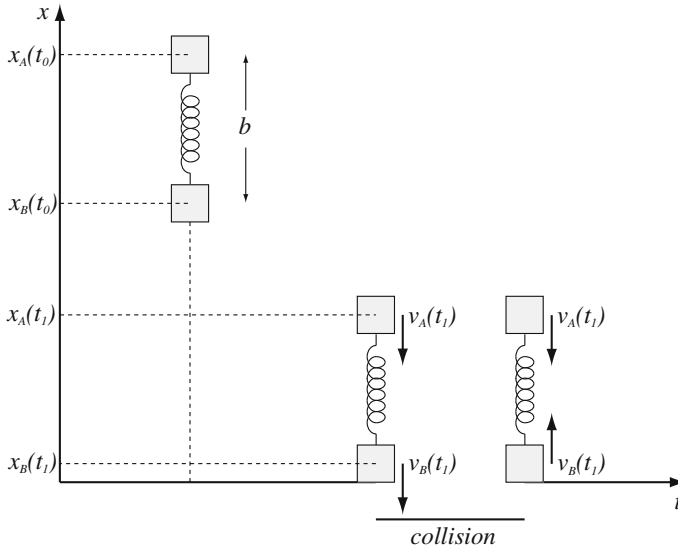 x
x_A(t_0)
b
x_B(t_0)
x_A(t_1)
v_A(t_1)
v_A(t_1)
x_B(t_1)
v_B(t_1)
v_B(t_1)
t
collision